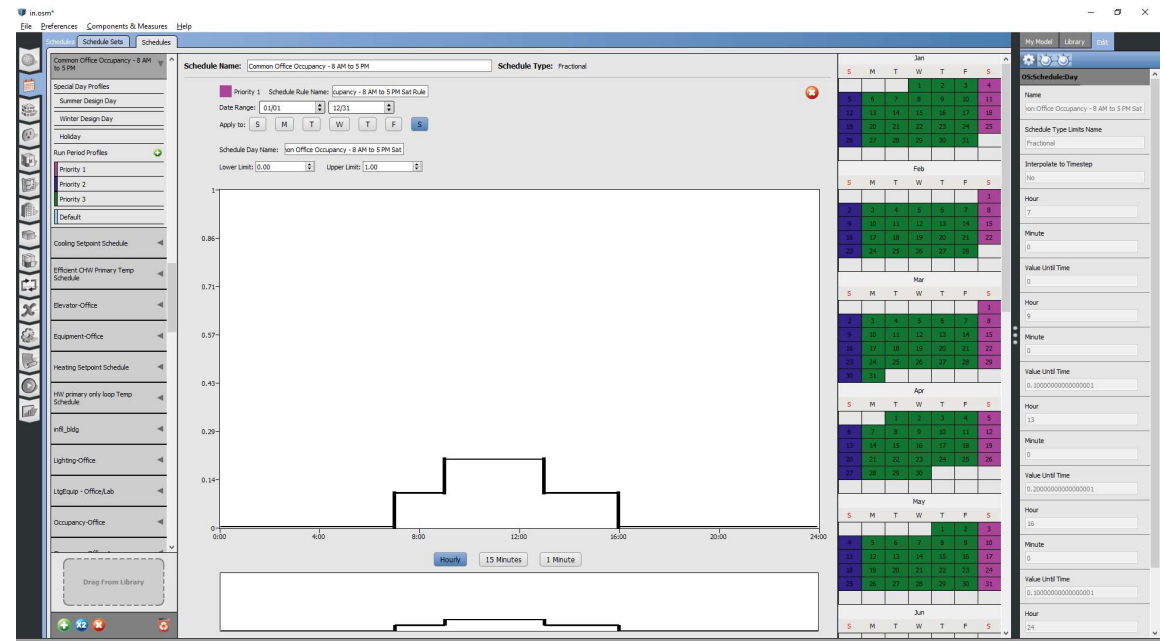 in.osm*
File Preferences Components & Measures Help
Schedules Schedule Sets Schedules
My Model Library Edit
Common Office Occupancy - 8 AM
to 5 PM
Special Day Profiles
Summer Design Day
Winter Design Day
Holiday
Run Period Profiles
Priority 1
Priority 2
Priority 3
Default
Cooling Setpoint Schedule
Efficient CHW Primary Temp
Schedule
Elevator-Office
Equipment-Office
Heating Setpoint Schedule
HW primary only loop Temp
Schedule
infil_bldg
Lighting-Office
LtgEquip - Office/Lab
Occupancy-Office
Drag From Library
x2
Schedule Name: Common Office Occupancy - 8 AM to 5 PM Schedule Type: Fractional
Priority 1 Schedule Rule Name: cupancy - 8 AM to 5 PM Sat Rule
Date Range: 01/01 12/31
Apply to: S M T W T F S
Schedule Day Name: ion Office Occupancy - 8 AM to 5 PM Sat
Lower Limit: 0.00 Upper Limit: 1.00
1
0.86
0.71
0.57
0.43
0.29
0.14
0
0:00 4:00 8:00 12:00 16:00 20:00 24:00
Hourly 15 Minutes 1 Minute
Jan
S M T W T F S
1 2 3 4
5 6 7 8 9 10 11
12 13 14 15 16 17 18
19 20 21 22 23 24 25
26 27 28 29 30 31
Feb
S M T W T F S
1
2 3 4 5 6 7 8
9 10 11 12 13 14 15
16 17 18 19 20 21 22
23 24 25 26 27 28
Mar
S M T W T F S
1
2 3 4 5 6 7 8
9 10 11 12 13 14 15
16 17 18 19 20 21 22
23 24 25 26 27 28 29
30 31
Apr
S M T W T F S
1 2 3 4 5
6 7 8 9 10 11 12
13 14 15 16 17 18 19
20 21 22 23 24 25 26
27 28 29 30
May
S M T W T F S
1 2 3
4 5 6 7 8 9 10
11 12 13 14 15 16 17
18 19 20 21 22 23 24
25 26 27 28 29 30 31
Jun
S M T W T F S
OS:Schedule:Day
Name
ion Office Occupancy - 8 AM to 5 PM Sat
Schedule Type Limits Name
Fractional
Interpolate to Timestep
No
Hour
7
Minute
0
Value Until Time
0
Hour
9
Minute
0
Value Until Time
0.10000000000000001
Hour
13
Minute
0
Value Until Time
0.20000000000000001
Hour
16
Minute
0
Value Until Time
0.10000000000000001
Hour
24